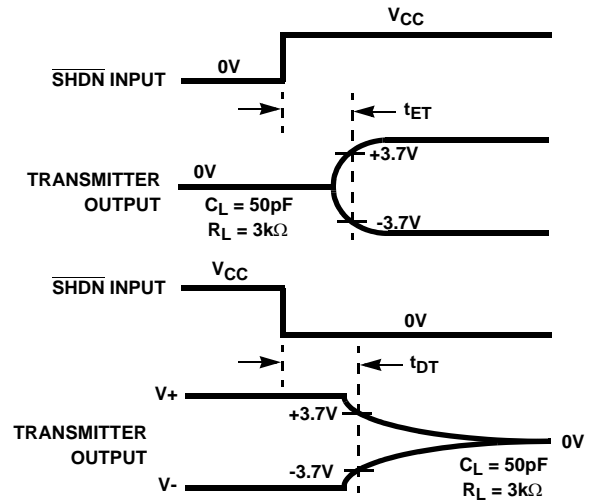 VCC
0V
SHDN INPUT
tET
+3.7V
0V
TRANSMITTER
OUTPUT
CL = 50pF
RL = 3kΩ
-3.7V
VCC
SHDN INPUT
0V
tDT
V+
+3.7V
TRANSMITTER
OUTPUT
0V
-3.7V
CL = 50pF
RL = 3kΩ
V-